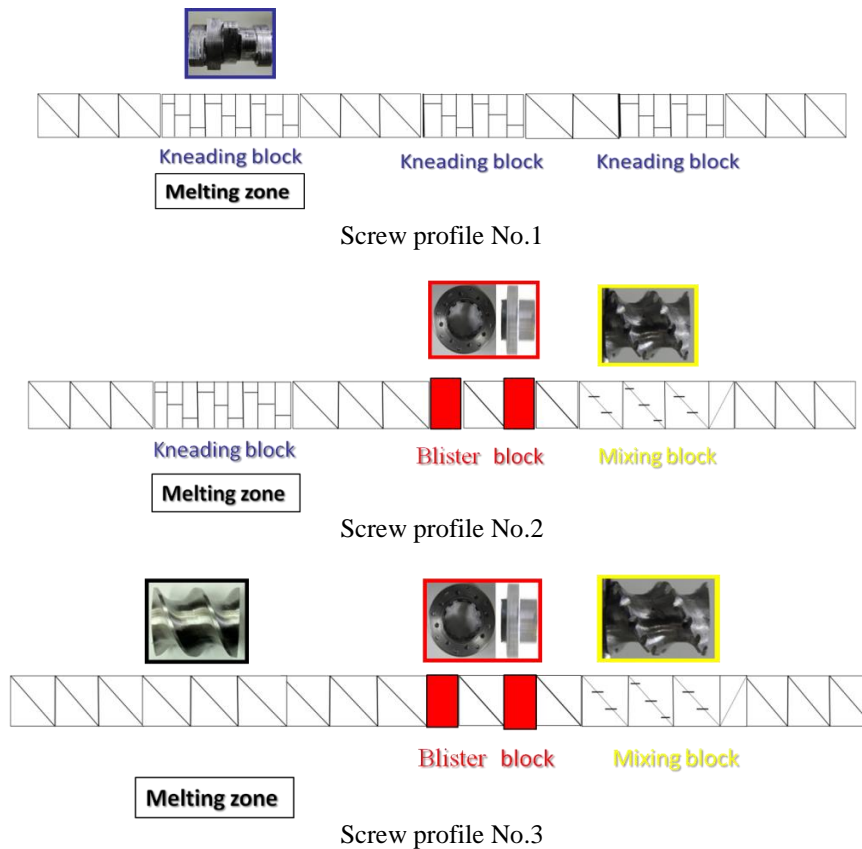 Kneading block
Kneading block
Kneading block
Melting zone
Screw profile No.1
Kneading block
Blister block
Mixing block
Melting zone
Screw profile No.2
Blister block
Mixing block
Melting zone
Screw profile No.3